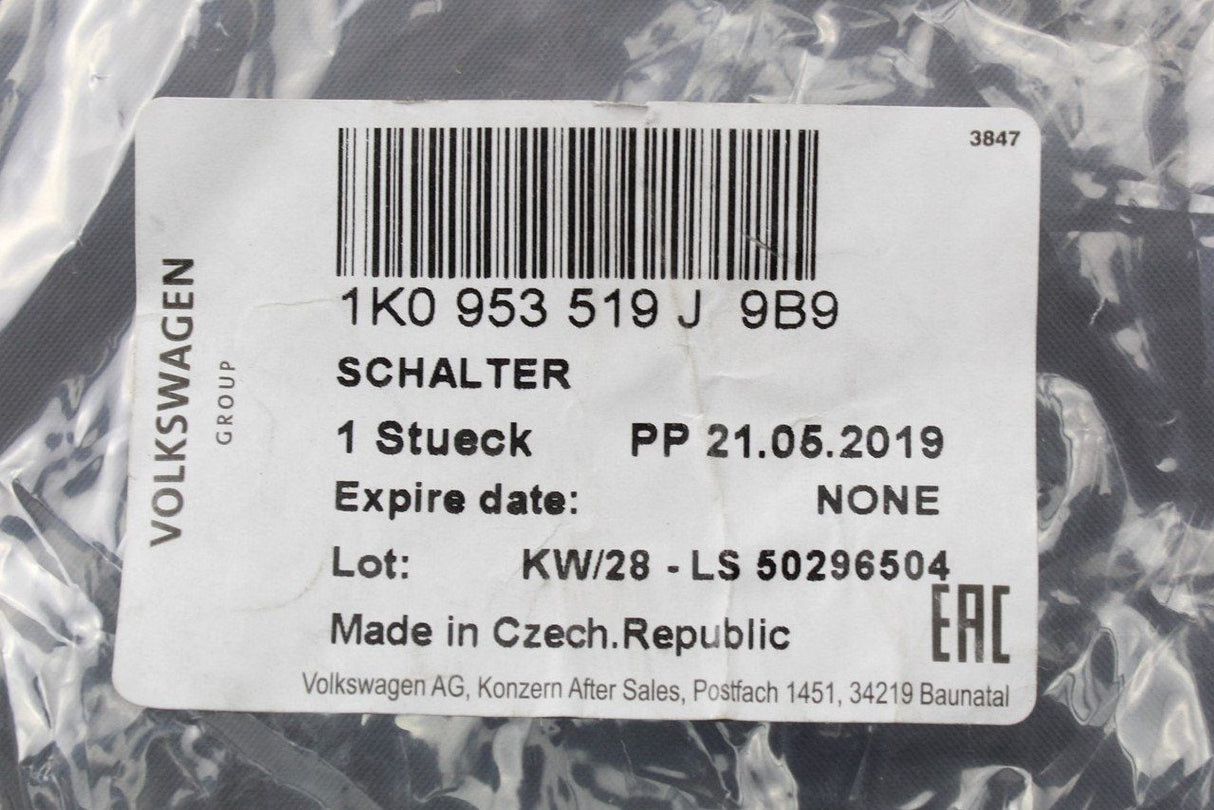 3847
1K0 953 519 J 9B9
SCHALTER
1 Stueck PP 21.05.2019
Expire date: NONE
Lot: KW/28 - LS 50296504
Made in Czech.Republic
EAC
Volkswagen AG, Konzern After Sales, Postfach 1451, 34219 Baunatal
VOLKSWAGEN
GROUP